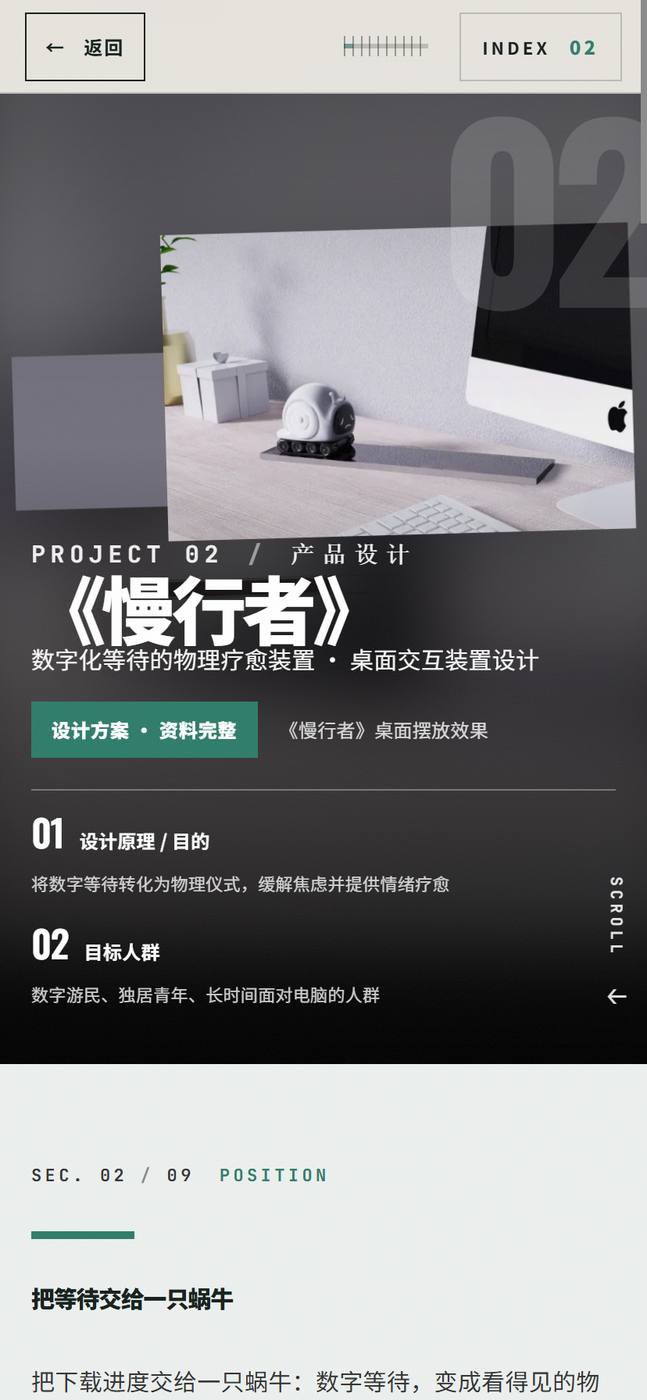 ← 返回
INDEX 02
02
PROJECT 02 / 产品设计
《慢行者》
数字化等待的物理疗愈装置 · 桌面交互装置设计
设计方案 · 资料完整
《慢行者》桌面摆放效果
01 设计原理 / 目的
将数字等待转化为物理仪式，缓解焦虑并提供情绪疗愈
02 目标人群
数字游民、独居青年、长时间面对电脑的人群
SCROLL ←
SEC. 02 / 09 POSITION
把等待交给一只蜗牛
把下载进度交给一只蜗牛：数字等待，变成看得见的物